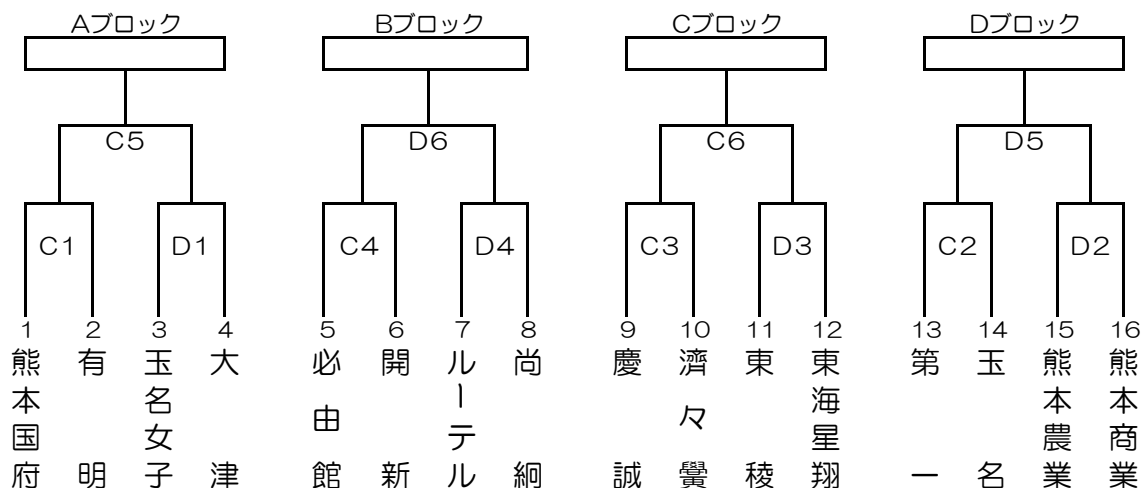 Aブロック
Bブロック
Cブロック
Dブロック
C5
D6
C6
D5
C1
D1
C4
D4
C3
D3
C2
D2
1
2
3
4
5
6
7
8
9
10
11
12
13
14
15
16
熊本国府
有明
玉名女子
大津
必由館
開新
ルーテル
尚絅
慶誠
濟々黌
東稜
東海星翔
第一
玉名
熊本農業
熊本商業